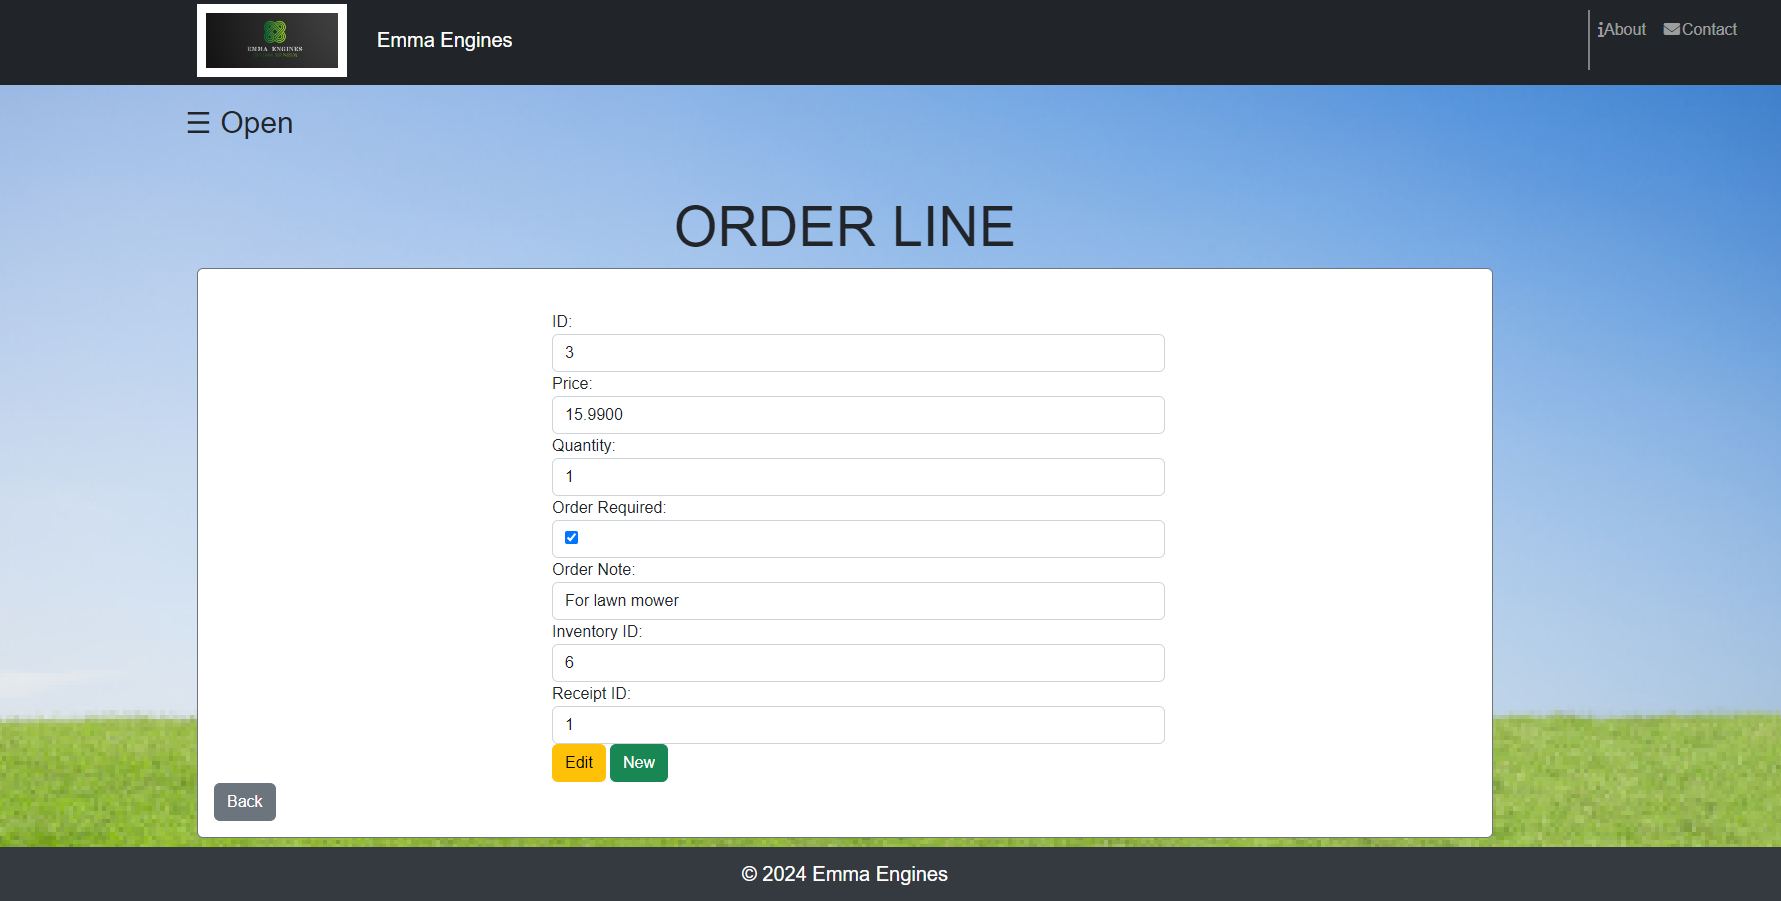 EMMA ENGINES
Emma Engines
About
Contact
☰ Open
ORDER LINE
ID:
3
Price:
15.9900
Quantity:
1
Order Required:
Order Note:
For lawn mower
Inventory ID:
6
Receipt ID:
1
Edit
New
Back
© 2024 Emma Engines